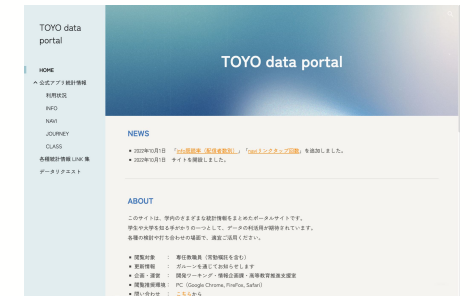 TOYO data
portal
HOME
公式アプリ統計情報
利用状況
INFO
NAVI
JOURNEY
CLASS
各種統計情報 LINK 集
データリクエスト
TOYO data portal
NEWS
2022年10月1日 「info既読率(配信者数別)」「naviリンクタップ回数」を追加しました。
2022年10月1日 サイトを開設しました。
ABOUT
このサイトは、学内のさまざまな統計情報をまとめたポータルサイトです。
学生や大学を知る手がかりの一つとして、データの利活用が期待されています。
各種の検討や打ち合わせの場面で、適宜ご活用ください。
閲覧対象 : 専任教職員(常勤嘱託を含む)
更新情報 : ガルーンを通じてお知らせします
企画・運営 : 開発ワーキング・情報企画課・高等教育推進支援室
閲覧推奨環境 : PC(Google Chrome, FireFox, Safari)
問い合わせ : こちらから